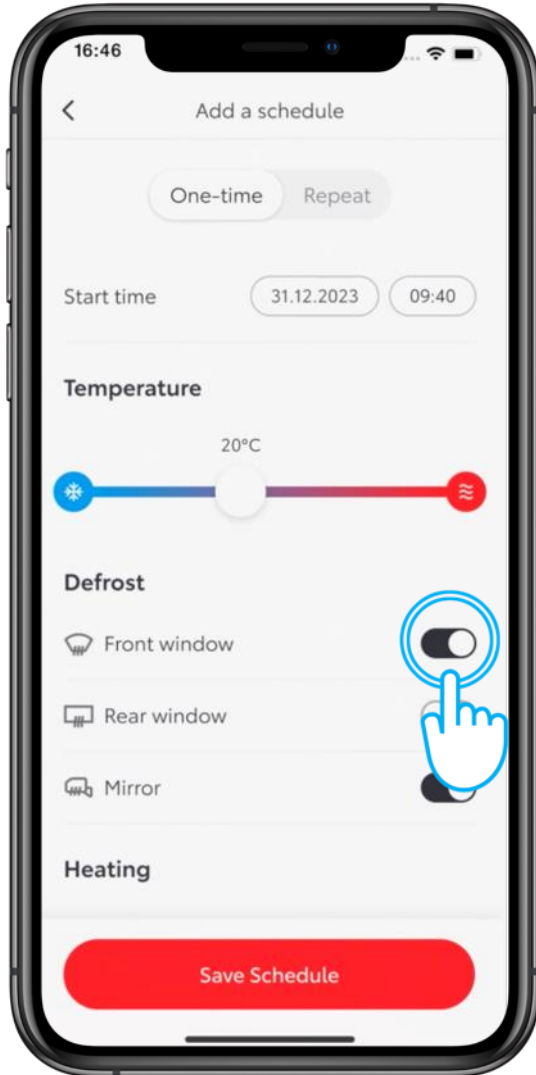 16:46
Add a schedule
One-time Repeat
Start time 31.12.2023 09:40
Temperature
20°C
Defrost
Front window
Rear window
Mirror
Heating
Save Schedule